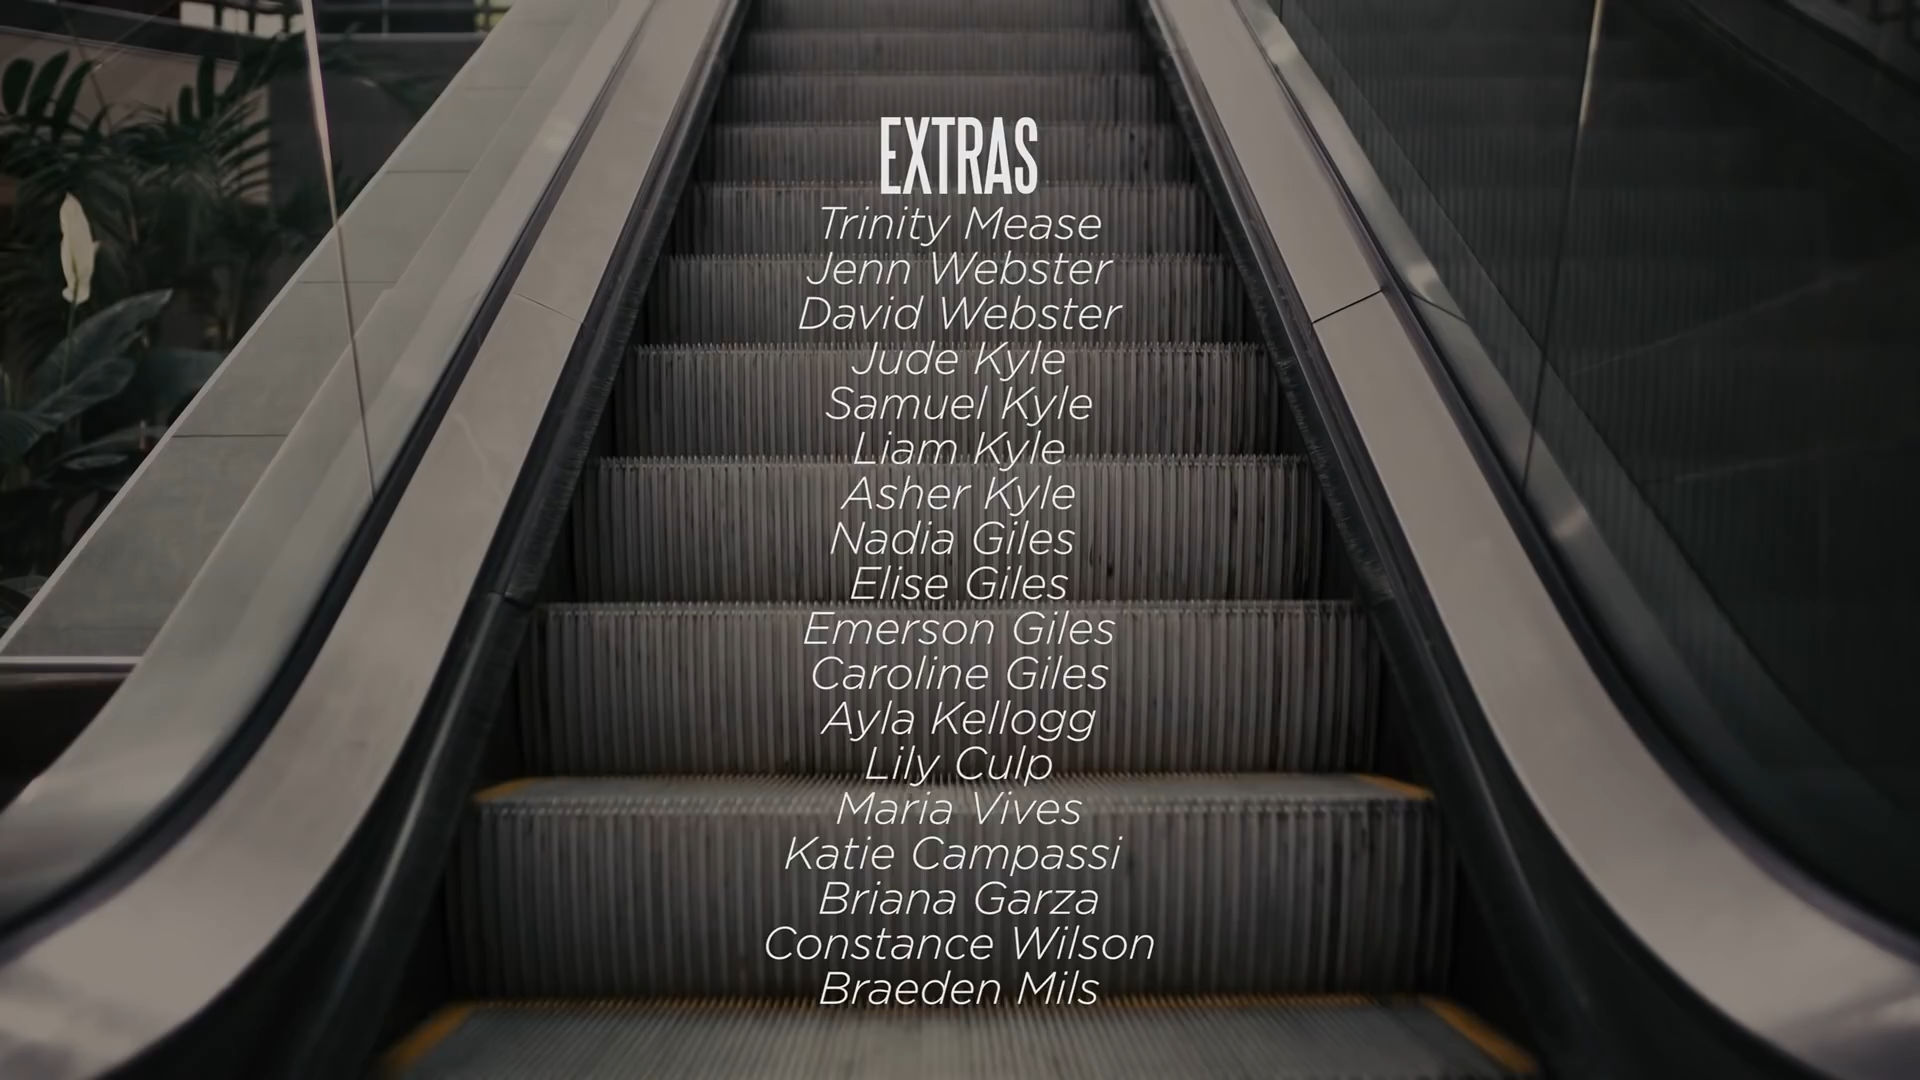 EXTRAS
Trinity Mease
Jenn Webster
David Webster
Jude Kyle
Samuel Kyle
Liam Kyle
Asher Kyle
Nadia Giles
Elise Giles
Emerson Giles
Caroline Giles
Ayla Kellogg
Lily Culp
Maria Vives
Katie Campassi
Briana Garza
Constance Wilson
Braeden Mils